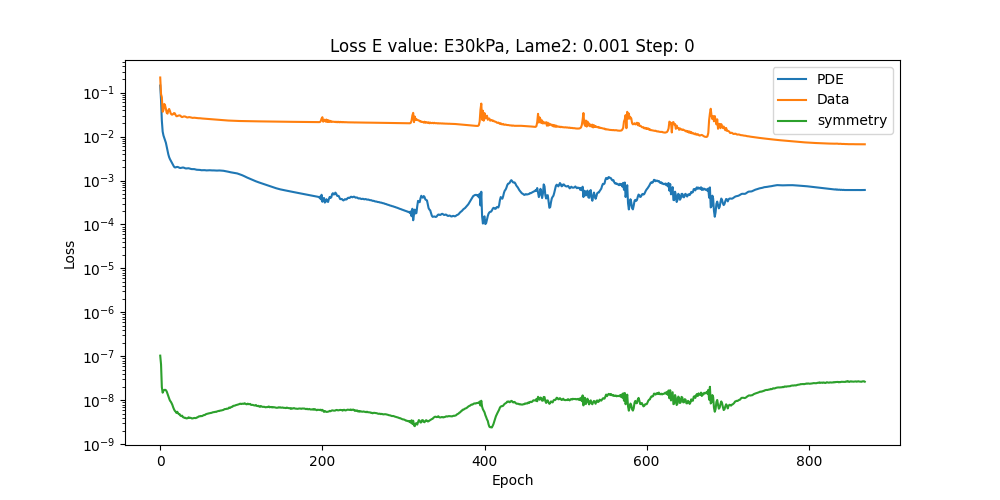 Loss E value: E30kPa, Lame2: 0.001 Step: 0
PDE
Data
symmetry
Loss
10⁻¹
10⁻²
10⁻³
10⁻⁴
10⁻⁵
10⁻⁶
10⁻⁷
10⁻⁸
10⁻⁹
0 200 400 600 800
Epoch